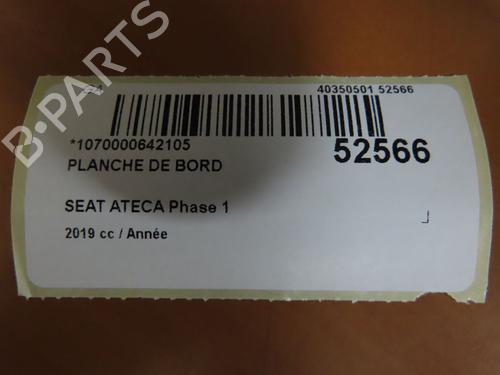 40350501 52566
*1070000642105
52566
PLANCHE DE BORD
SEAT ATECA Phase 1
2019 cc / Année
B-PARTS